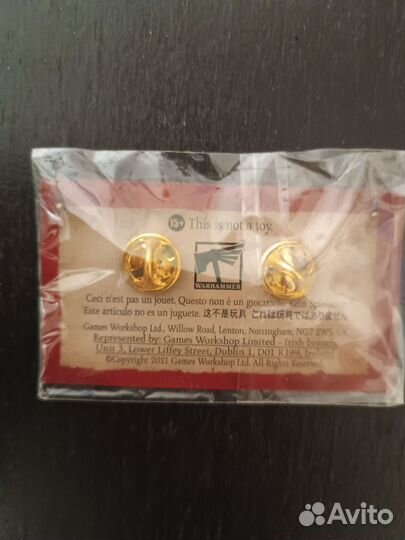 15+ This is not a toy.
WARHAMMER
Ceci n'est pas un jouet. Questo non è un giocattolo. Kein Spielzeug.
Este artículo no es un juguete. 这不是玩具 これは玩具ではありません
Games Workshop Ltd., Willow Road, Lenton, Nottingham, NG7 2WS, UK
Represented by: Games Workshop Limited - Irish branch,
Unit 3, Lower Liffey Street, Dublin 1, D01 K199, Ireland
©Copyright 2021 Games Workshop Ltd. All Rights Reserved.
Avito